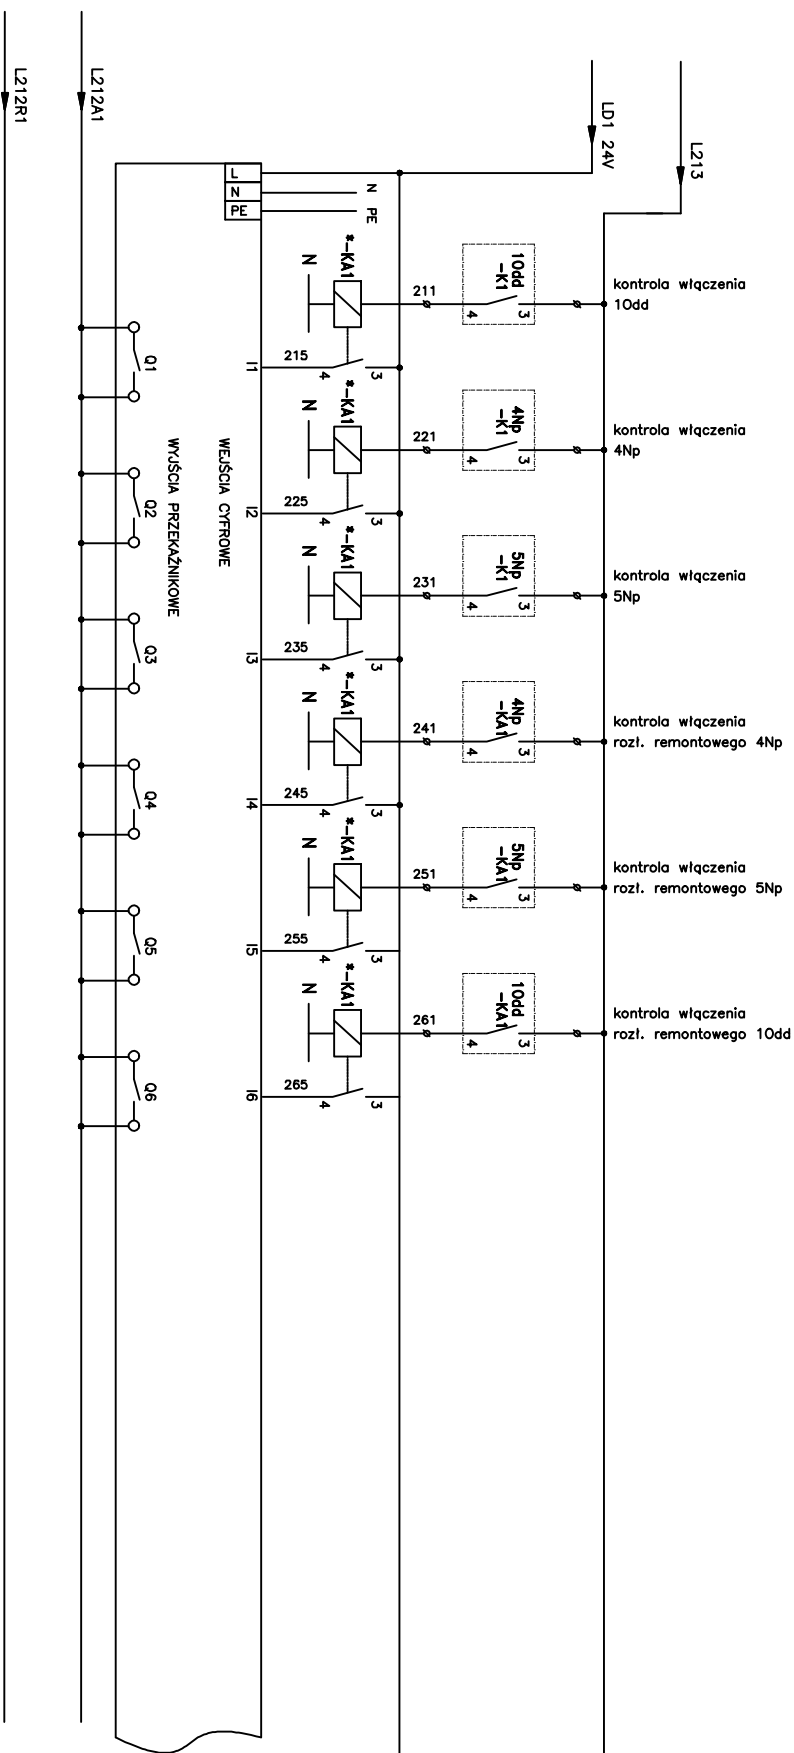 L212R1
L212A1
LD1 24V
L213
L
N
PE
N
PE
*-KA1
N
211
10dd
-K1
4
3
kontrola włączenia
10dd
Q1
I1
215
4
3
*-KA1
N
221
4Np
-K1
4
3
kontrola włączenia
4Np
WYJŚCIA PRZEKAŹNIKOWE
WEJŚCIA CYFROWE
Q2
I2
225
4
3
*-KA1
N
231
5Np
-K1
4
3
kontrola włączenia
5Np
Q3
I3
235
4
3
*-KA1
N
241
4Np
-KA1
4
3
kontrola włączenia
rozł. remontowego 4Np
Q4
I4
245
4
3
*-KA1
N
251
5Np
-KA1
4
3
kontrola włączenia
rozł. remontowego 5Np
Q5
I5
255
4
3
*-KA1
N
261
10dd
-KA1
4
3
kontrola włączenia
rozł. remontowego 10dd
Q6
I6
265
4
3